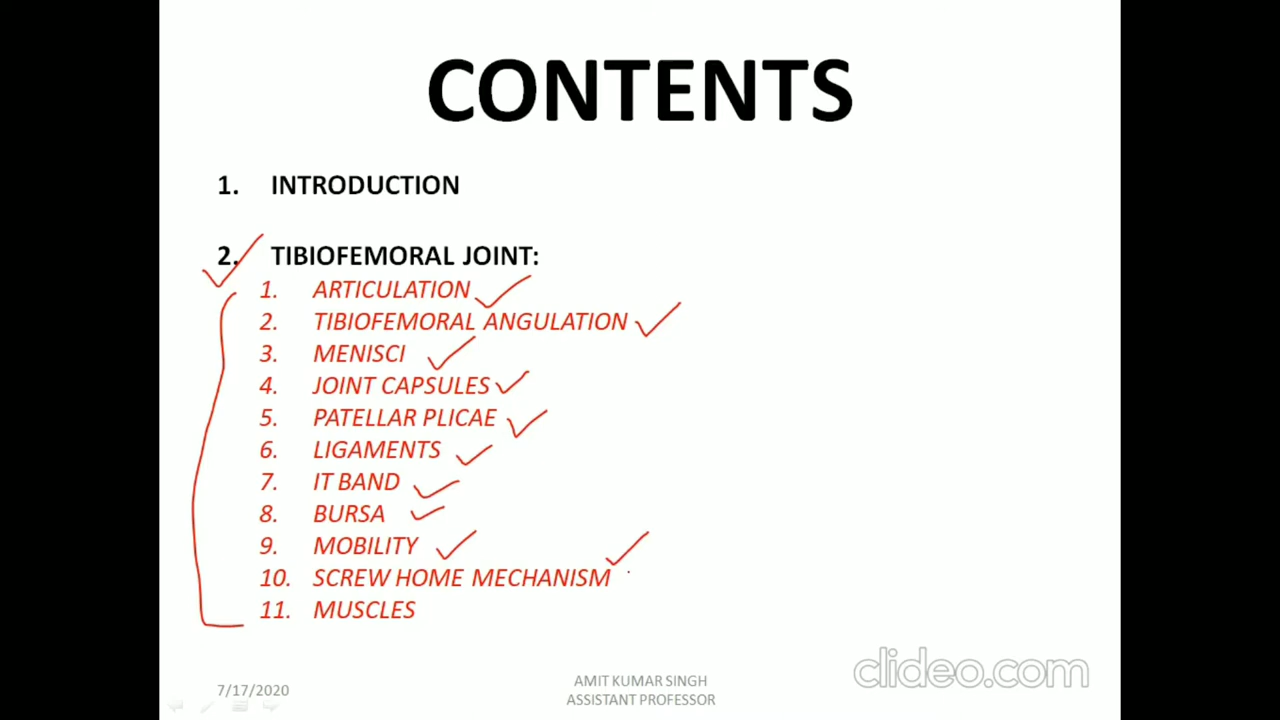 CONTENTS
1. INTRODUCTION
2. TIBIOFEMORAL JOINT:
1. ARTICULATION
2. TIBIOFEMORAL ANGULATION
3. MENISCI
4. JOINT CAPSULES
5. PATELLAR PLICAE
6. LIGAMENTS
7. IT BAND
8. BURSA
9. MOBILITY
10. SCREW HOME MECHANISM
11. MUSCLES
7/17/2020
AMIT KUMAR SINGH
ASSISTANT PROFESSOR
clideo.com